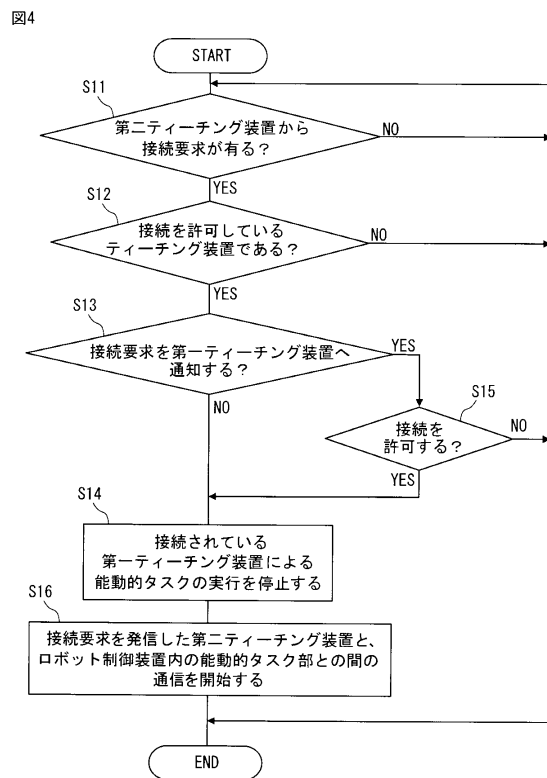 図4
START
S11
第二ティーチング装置から
接続要求が有る？
NO
YES
S12
接続を許可している
ティーチング装置である？
NO
YES
S13
接続要求を第一ティーチング装置へ
通知する？
YES
NO
S15
接続を
許可する？
NO
YES
S14
接続されている
第一ティーチング装置による
能動的タスクの実行を停止する
S16
接続要求を発信した第二ティーチング装置と、
ロボット制御装置内の能動的タスク部との間の
通信を開始する
END